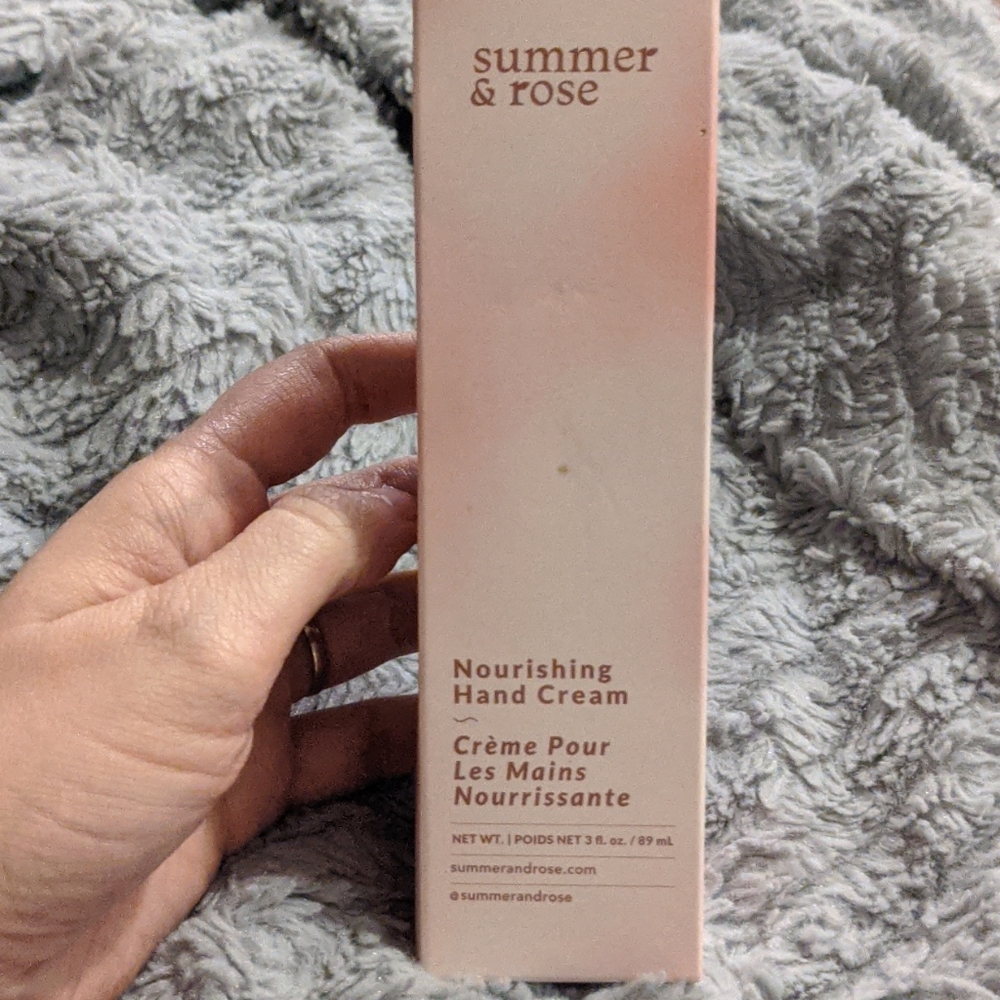 summer
& rose
Nourishing
Hand Cream
Crème Pour
Les Mains
Nourrissante
NET WT. | POIDS NET 3 fl. oz. / 89 mL
summerandrose.com
@summerandrose